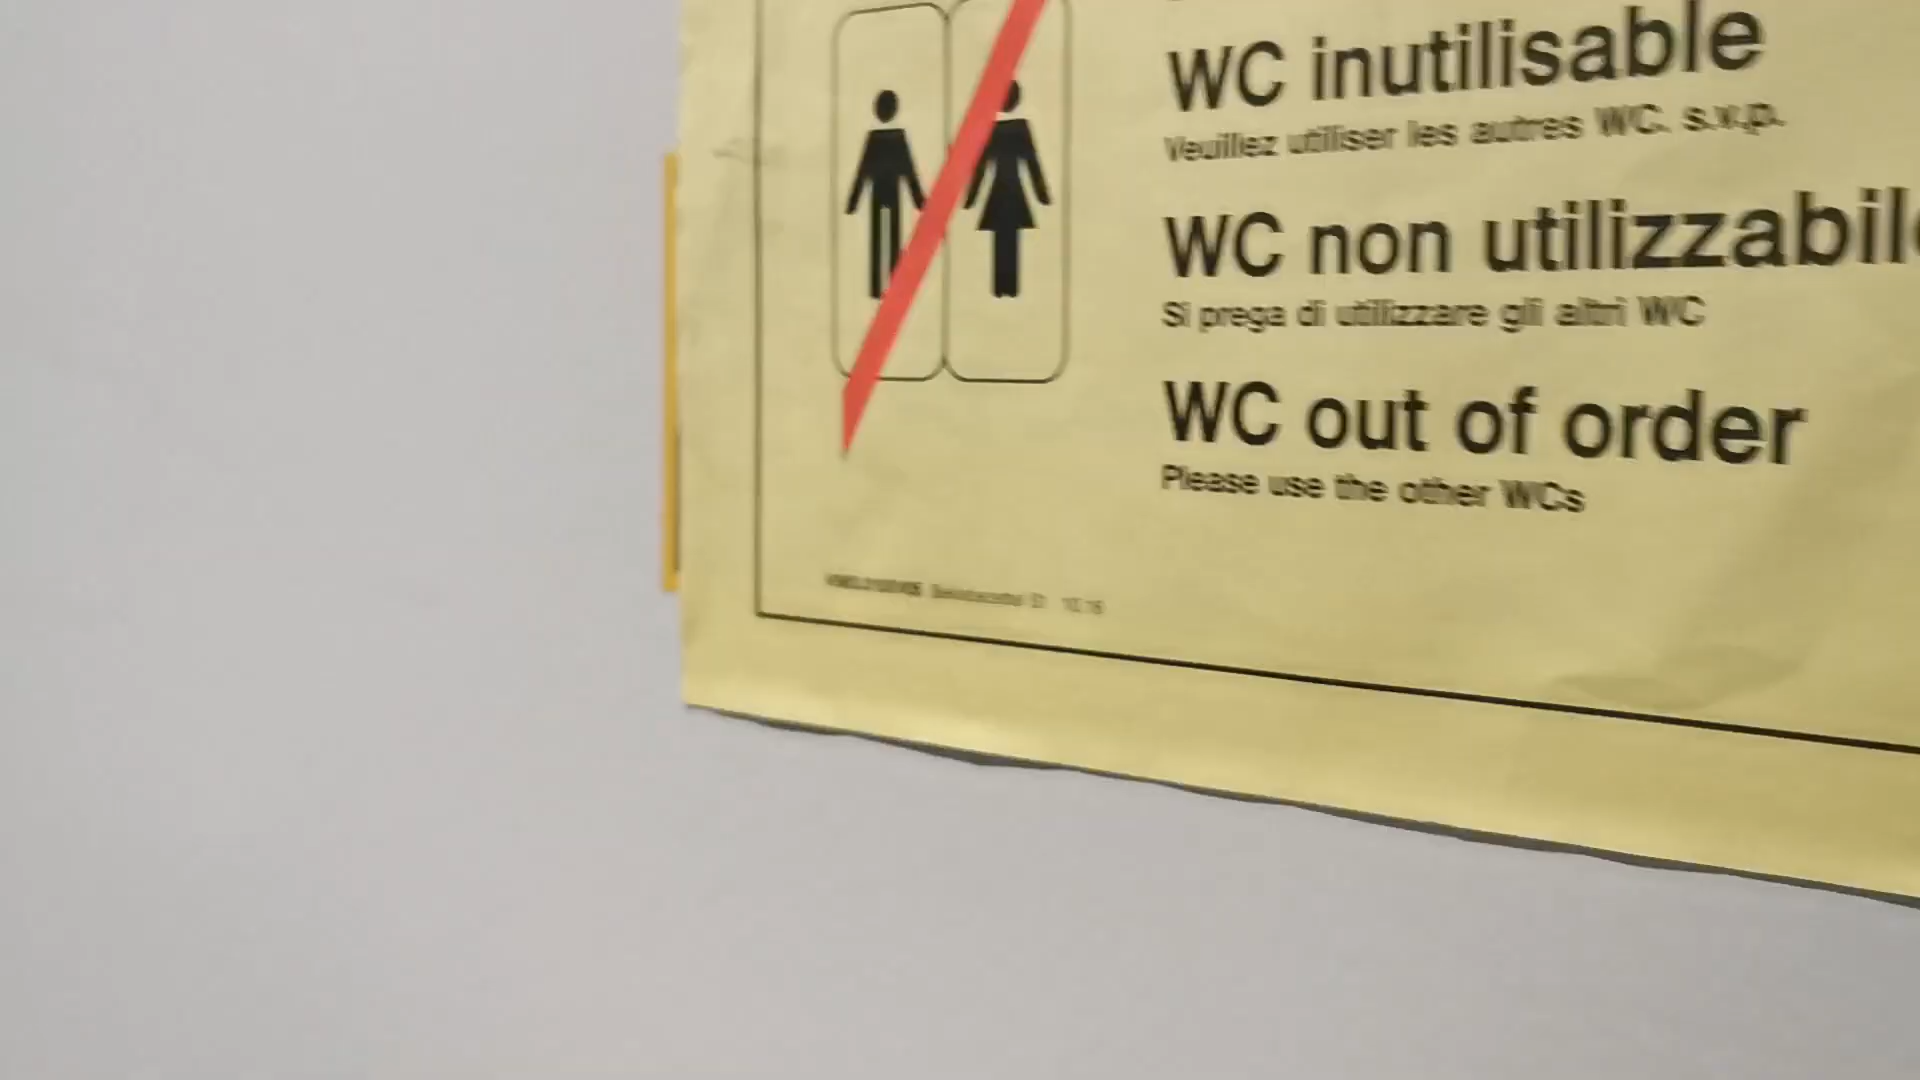 WC inutilisable
Veuillez utiliser les autres WC. s.v.p.
WC non utilizzabile
Si prega di utilizzare gli altri WC
WC out of order
Please use the other WCs